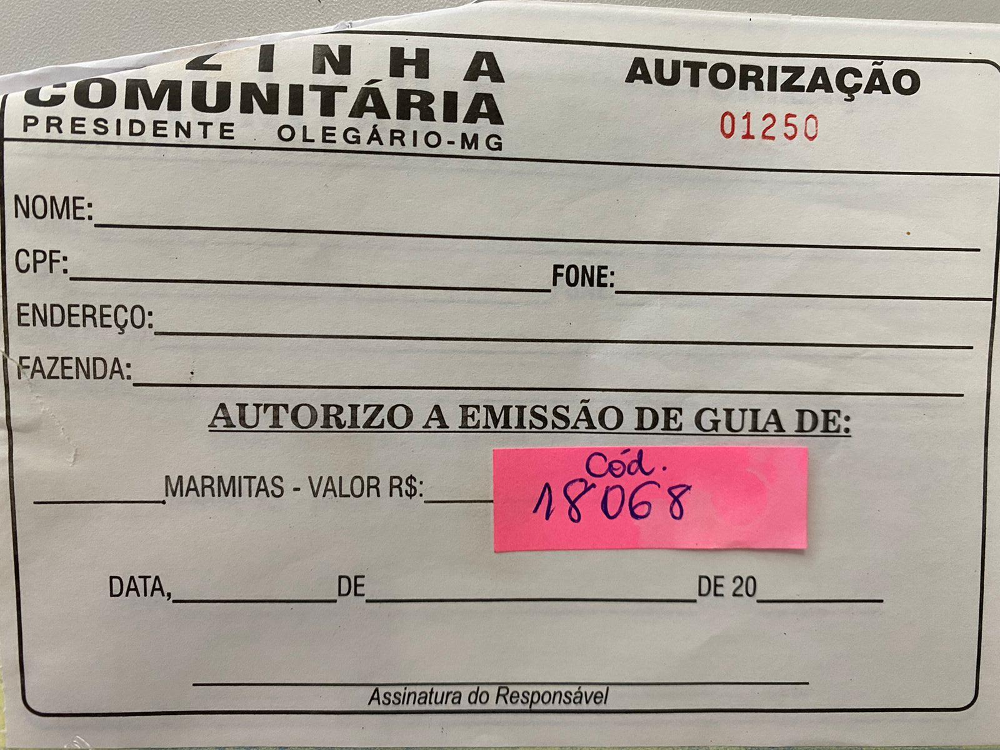 ZINHA
COMUNITÁRIA
PRESIDENTE OLEGÁRIO-MG
AUTORIZAÇÃO
01250
NOME:
CPF: FONE:
ENDEREÇO:
FAZENDA:
AUTORIZO A EMISSÃO DE GUIA DE:
MARMITAS - VALOR R$:
Cód.
18068
DATA, DE DE 20
Assinatura do Responsável